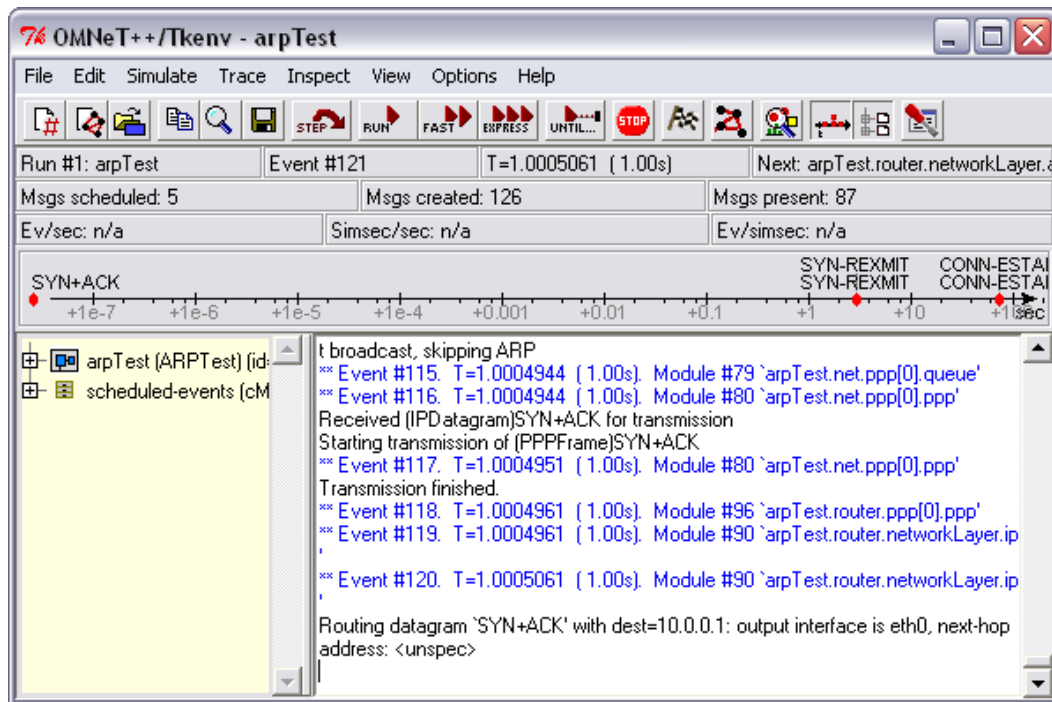 OMNeT++/Tkenv - arpTest
File Edit Simulate Trace Inspect View Options Help
STEP RUN FAST EXPRESS UNTIL... STOP
Run #1: arpTest Event #121 T=1.0005061 ( 1.00s) Next: arpTest.router.networkLayer.a
Msgs scheduled: 5 Msgs created: 126 Msgs present: 87
Ev/sec: n/a Simsec/sec: n/a Ev/simsec: n/a
SYN-REXMIT CONN-ESTAI
SYN+ACK SYN-REXMIT CONN-ESTAI
+1e-7 +1e-6 +1e-5 +1e-4 +0.001 +0.01 +0.1 +1 +10 sec
arpTest (ARPTest) (id=
scheduled-events (cM
t broadcast, skipping ARP
** Event #115. T=1.0004944 ( 1.00s). Module #79 `arpTest.net.ppp[0].queue'
** Event #116. T=1.0004944 ( 1.00s). Module #80 `arpTest.net.ppp[0].ppp'
Received (IPDatagram)SYN+ACK for transmission
Starting transmission of (PPPFrame)SYN+ACK
** Event #117. T=1.0004951 ( 1.00s). Module #80 `arpTest.net.ppp[0].ppp'
Transmission finished.
** Event #118. T=1.0004961 ( 1.00s). Module #96 `arpTest.router.ppp[0].ppp'
** Event #119. T=1.0004961 ( 1.00s). Module #90 `arpTest.router.networkLayer.ip
'
** Event #120. T=1.0005061 ( 1.00s). Module #90 `arpTest.router.networkLayer.ip
'
Routing datagram `SYN+ACK' with dest=10.0.0.1: output interface is eth0, next-hop
address: <unspec>